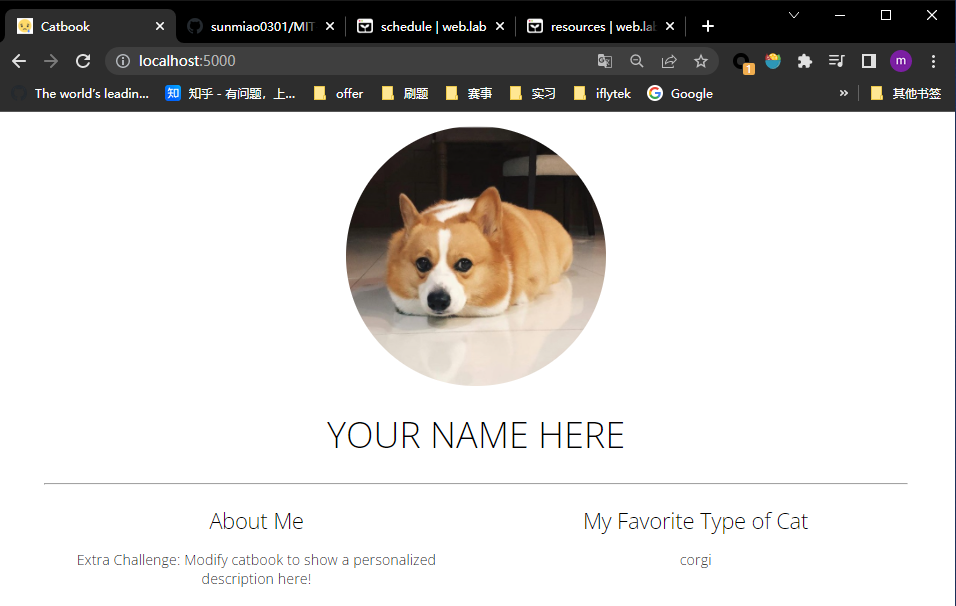 Catbook
sunmiao0301/MIT
schedule | web.lab
resources | web.lab
localhost:5000
1
m
The world's leadin...
知 知乎 - 有问题，上...
offer
刷题
赛事
实习
iflytek
G Google
»
其他书签
YOUR NAME HERE
About Me
Extra Challenge: Modify catbook to show a personalized
description here!
My Favorite Type of Cat
corgi